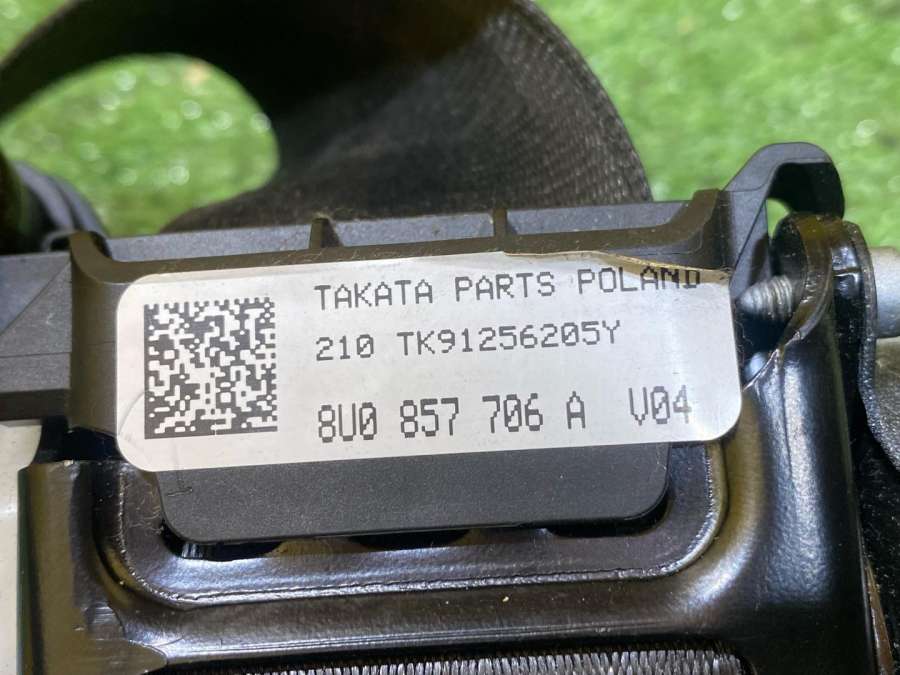 TAKATA PARTS POLAND
210 TK91256205Y
8U0 857 706 A V04